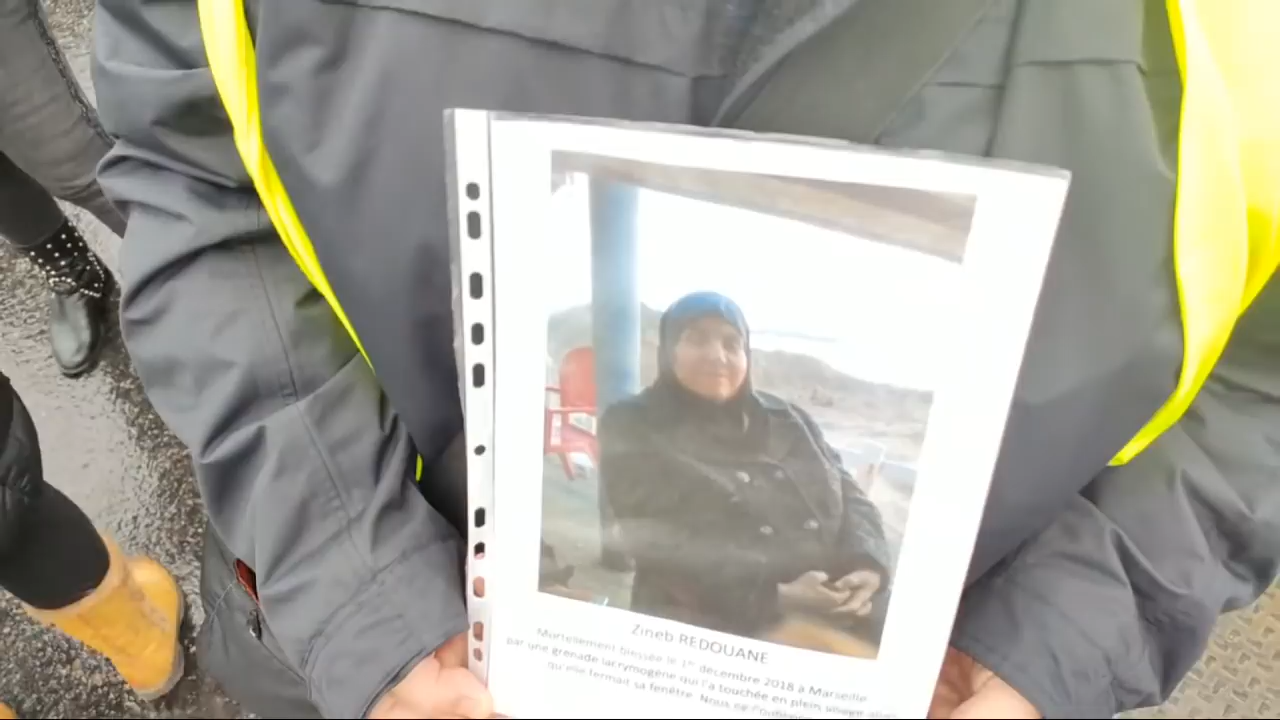 Zineb REDOUANE
Mortellement blessée le 1er décembre 2018 à Marseille
par une grenade lacrymogène qui l'a touchée en plein visage alors
qu'elle fermait sa fenêtre. Nous ne l'oublions